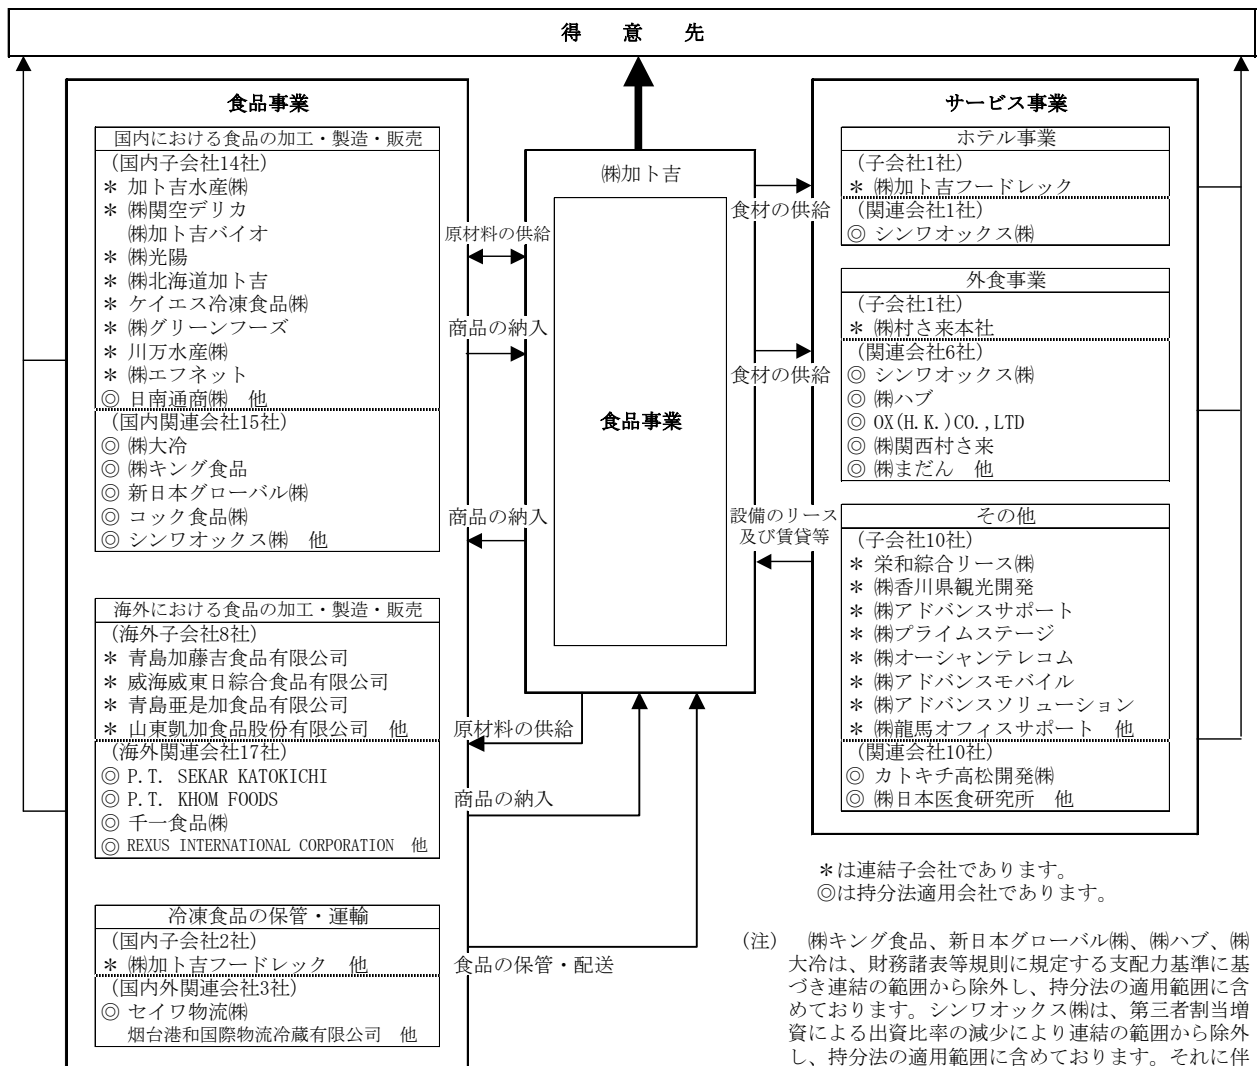 得　意　先
食品事業
国内における食品の加工・製造・販売
(国内子会社14社)
＊ 加ト吉水産㈱
＊ ㈱関空デリカ
㈱加ト吉バイオ
＊ ㈱光陽
＊ ㈱北海道加ト吉
＊ ケイエス冷凍食品㈱
＊ ㈱グリーンフーズ
＊ 川万水産㈱
＊ ㈱エフネット
◎ 日南通商㈱　他
(国内関連会社15社)
◎ ㈱大冷
◎ ㈱キング食品
◎ 新日本グローバル㈱
◎ コック食品㈱
◎ シンワオックス㈱　他
海外における食品の加工・製造・販売
(海外子会社8社)
＊ 青島加藤吉食品有限公司
＊ 威海威東日綜合食品有限公司
＊ 青島亜是加食品有限公司
＊ 山東凱加食品股份有限公司　他
(海外関連会社17社)
◎ P.T. SEKAR KATOKICHI
◎ P.T. KHOM FOODS
◎ 千一食品㈱
◎ REXUS INTERNATIONAL CORPORATION　他
冷凍食品の保管・運輸
(国内子会社2社)
＊ ㈱加ト吉フードレック　他
(国内外関連会社3社)
◎ セイワ物流㈱
烟台港和国際物流冷蔵有限公司　他
原材料の供給
商品の納入
商品の納入
原材料の供給
商品の納入
食品の保管・配送
㈱加ト吉
食品事業
食材の供給
食材の供給
設備のリース
及び賃貸等
サービス事業
ホテル事業
(子会社1社)
＊ ㈱加ト吉フードレック
(関連会社1社)
◎ シンワオックス㈱
外食事業
(子会社1社)
＊ ㈱村さ来本社
(関連会社6社)
◎ シンワオックス㈱
◎ ㈱ハブ
◎ OX(H.K.)CO.,LTD
◎ ㈱関西村さ来
◎ ㈱まだん　他
その他
(子会社10社)
＊ 栄和綜合リース㈱
＊ ㈱香川県観光開発
＊ ㈱アドバンスサポート
＊ ㈱プライムステージ
＊ ㈱オーシャンテレコム
＊ ㈱アドバンスモバイル
＊ ㈱アドバンスソリューション
＊ ㈱龍馬オフィスサポート　他
(関連会社10社)
◎ カトキチ高松開発㈱
◎ ㈱日本医食研究所　他
＊は連結子会社であります。
◎は持分法適用会社であります。
(注)　㈱キング食品、新日本グローバル㈱、㈱ハブ、㈱
大冷は、財務諸表等規則に規定する支配力基準に基
づき連結の範囲から除外し、持分法の適用範囲に含
めております。シンワオックス㈱は、第三者割当増
資による出資比率の減少により連結の範囲から除外
し、持分法の適用範囲に含めております。それに伴